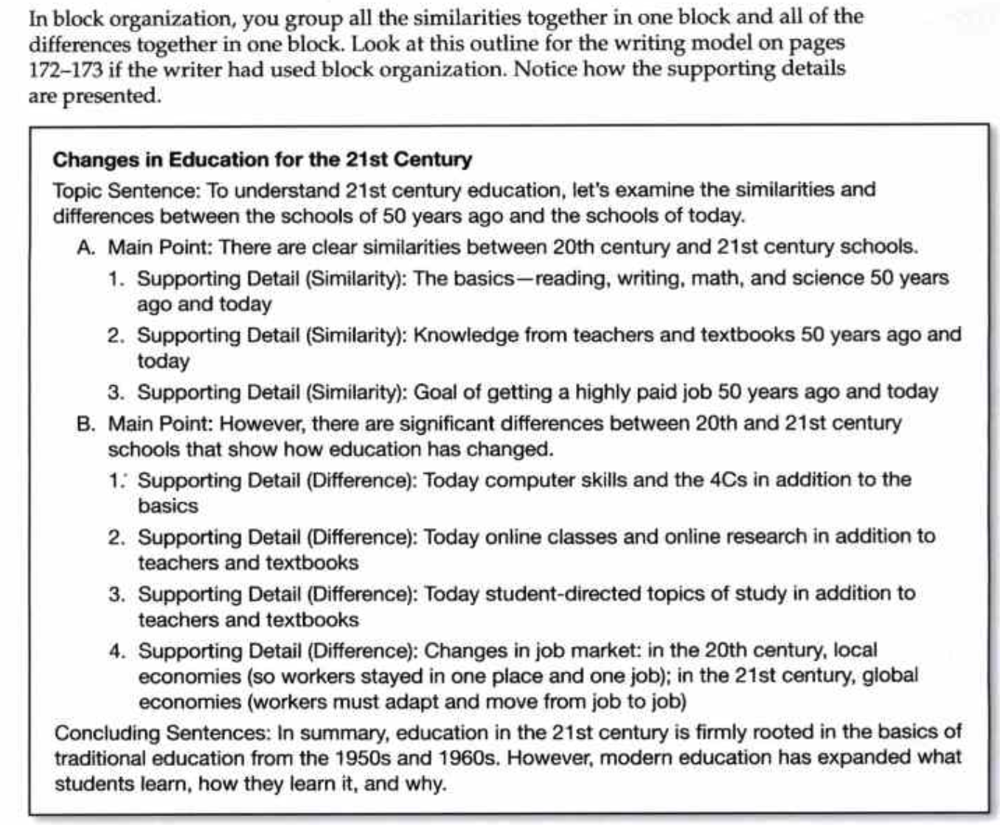 In block organization, you group all the similarities together in one block and all of the
differences together in one block. Look at this outline for the writing model on pages
172–173 if the writer had used block organization. Notice how the supporting details
are presented.
Changes in Education for the 21st Century
Topic Sentence: To understand 21st century education, let's examine the similarities and
differences between the schools of 50 years ago and the schools of today.
A. Main Point: There are clear similarities between 20th century and 21st century schools.
1. Supporting Detail (Similarity): The basics—reading, writing, math, and science 50 years
ago and today
2. Supporting Detail (Similarity): Knowledge from teachers and textbooks 50 years ago and
today
3. Supporting Detail (Similarity): Goal of getting a highly paid job 50 years ago and today
B. Main Point: However, there are significant differences between 20th and 21st century
schools that show how education has changed.
1. Supporting Detail (Difference): Today computer skills and the 4Cs in addition to the
basics
2. Supporting Detail (Difference): Today online classes and online research in addition to
teachers and textbooks
3. Supporting Detail (Difference): Today student-directed topics of study in addition to
teachers and textbooks
4. Supporting Detail (Difference): Changes in job market: in the 20th century, local
economies (so workers stayed in one place and one job); in the 21st century, global
economies (workers must adapt and move from job to job)
Concluding Sentences: In summary, education in the 21st century is firmly rooted in the basics of
traditional education from the 1950s and 1960s. However, modern education has expanded what
students learn, how they learn it, and why.